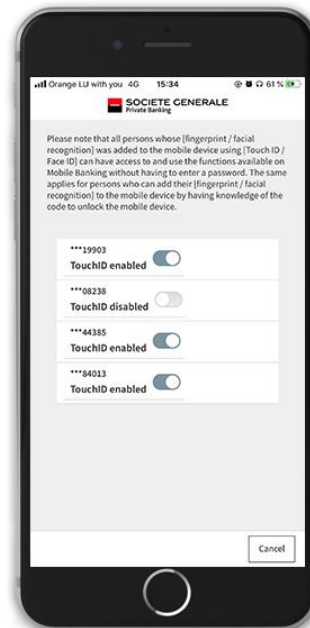 Orange LU with you 4G 15:34 61 %
SOCIETE GENERALE
Private Banking
Please note that all persons whose [fingerprint / facial
recognition] was added to the mobile device using [Touch ID /
Face ID] can have access to and use the functions available on
Mobile Banking without having to enter a password. The same
applies for persons who can add their [fingerprint / facial
recognition] to the mobile device by having knowledge of the
code to unlock the mobile device.
***19903
TouchID enabled
***08238
TouchID disabled
***44385
TouchID enabled
***84013
TouchID enabled
Cancel